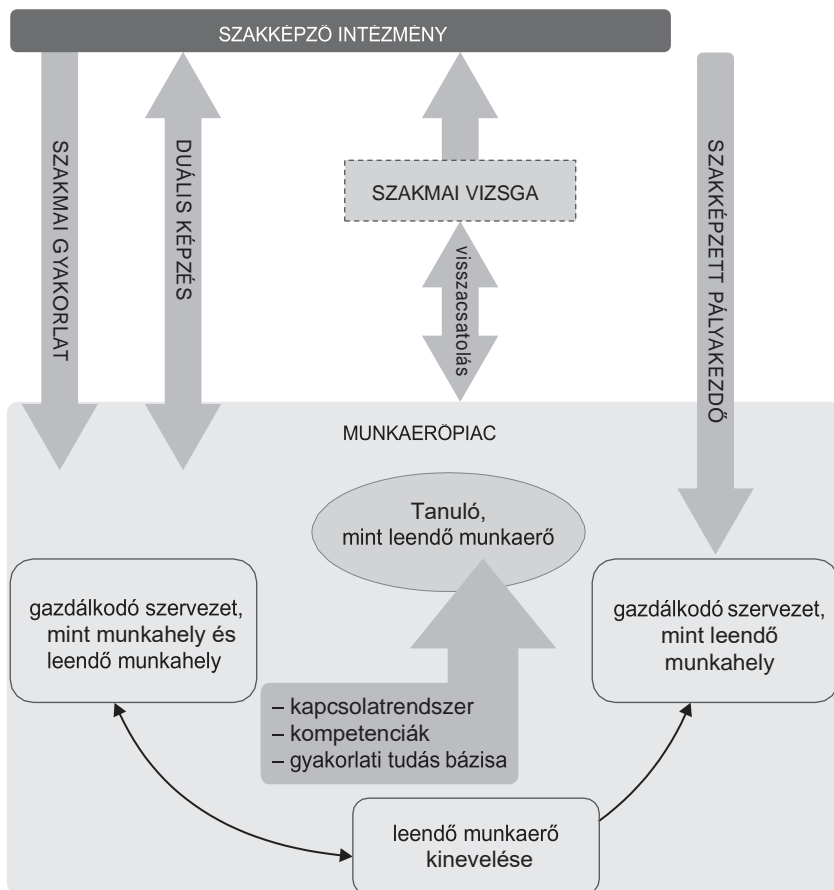 SZAKKÉPZŐ INTÉZMÉNY
SZAKMAI GYAKORLAT
DUÁLIS KÉPZÉS
SZAKMAI VIZSGA
visszacsatolás
SZAKKÉPZETT PÁLYAKEZDŐ
MUNKAERŐPIAC
Tanuló,
mint leendő munkaerő
gazdálkodó szervezet,
mint munkahely és
leendő munkahely
gazdálkodó szervezet,
mint leendő
munkahely
– kapcsolatrendszer
– kompetenciák
– gyakorlati tudás bázisa
leendő munkaerő
kinevelése